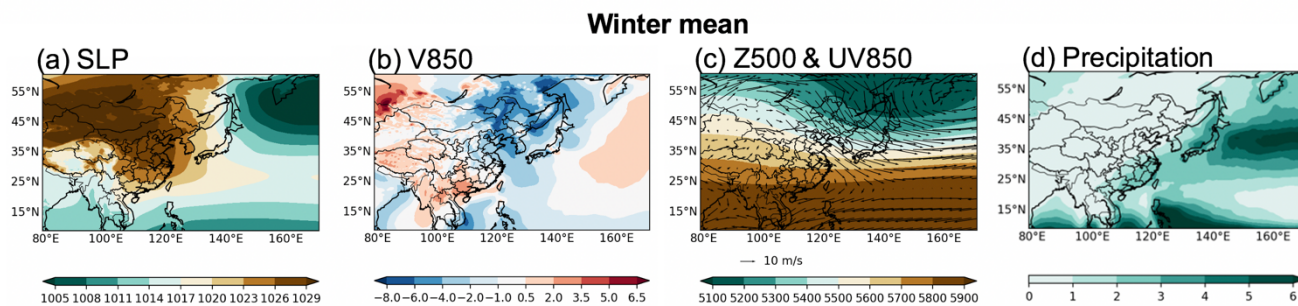 Winter mean
(a) SLP
(b) V850
(c) Z500 & UV850
(d) Precipitation
55°N
45°N
35°N
25°N
15°N
80°E 100°E 120°E 140°E 160°E
1005 1008 1011 1014 1017 1020 1023 1026 1029
55°N
45°N
35°N
25°N
15°N
80°E 100°E 120°E 140°E 160°E
−8.0 −6.0 −4.0 −2.0 −1.0 0.5 2.0 3.5 5.0 6.5
55°N
45°N
35°N
25°N
15°N
80°E 100°E 120°E 140°E 160°E
10 m/s
5100 5200 5300 5400 5500 5600 5700 5800 5900
55°N
45°N
35°N
25°N
15°N
80°E 100°E 120°E 140°E 160°E
0 1 2 3 4 5 6